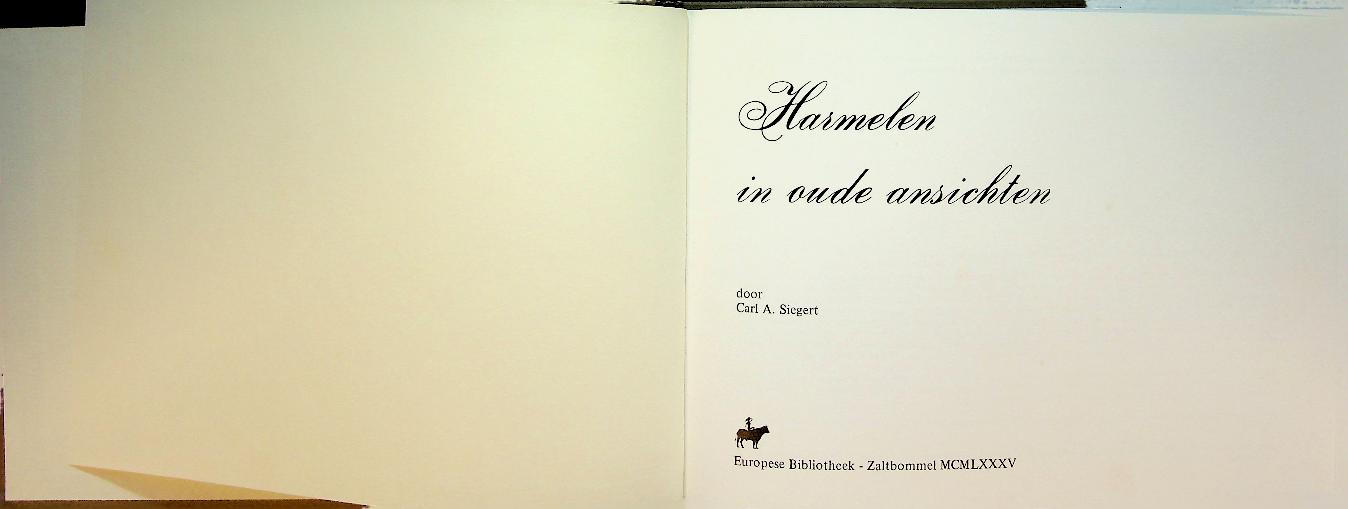 Harmelen
in oude ansichten
door
Carl A. Siegert
Europese Bibliotheek - Zaltbommel MCMLXXXV